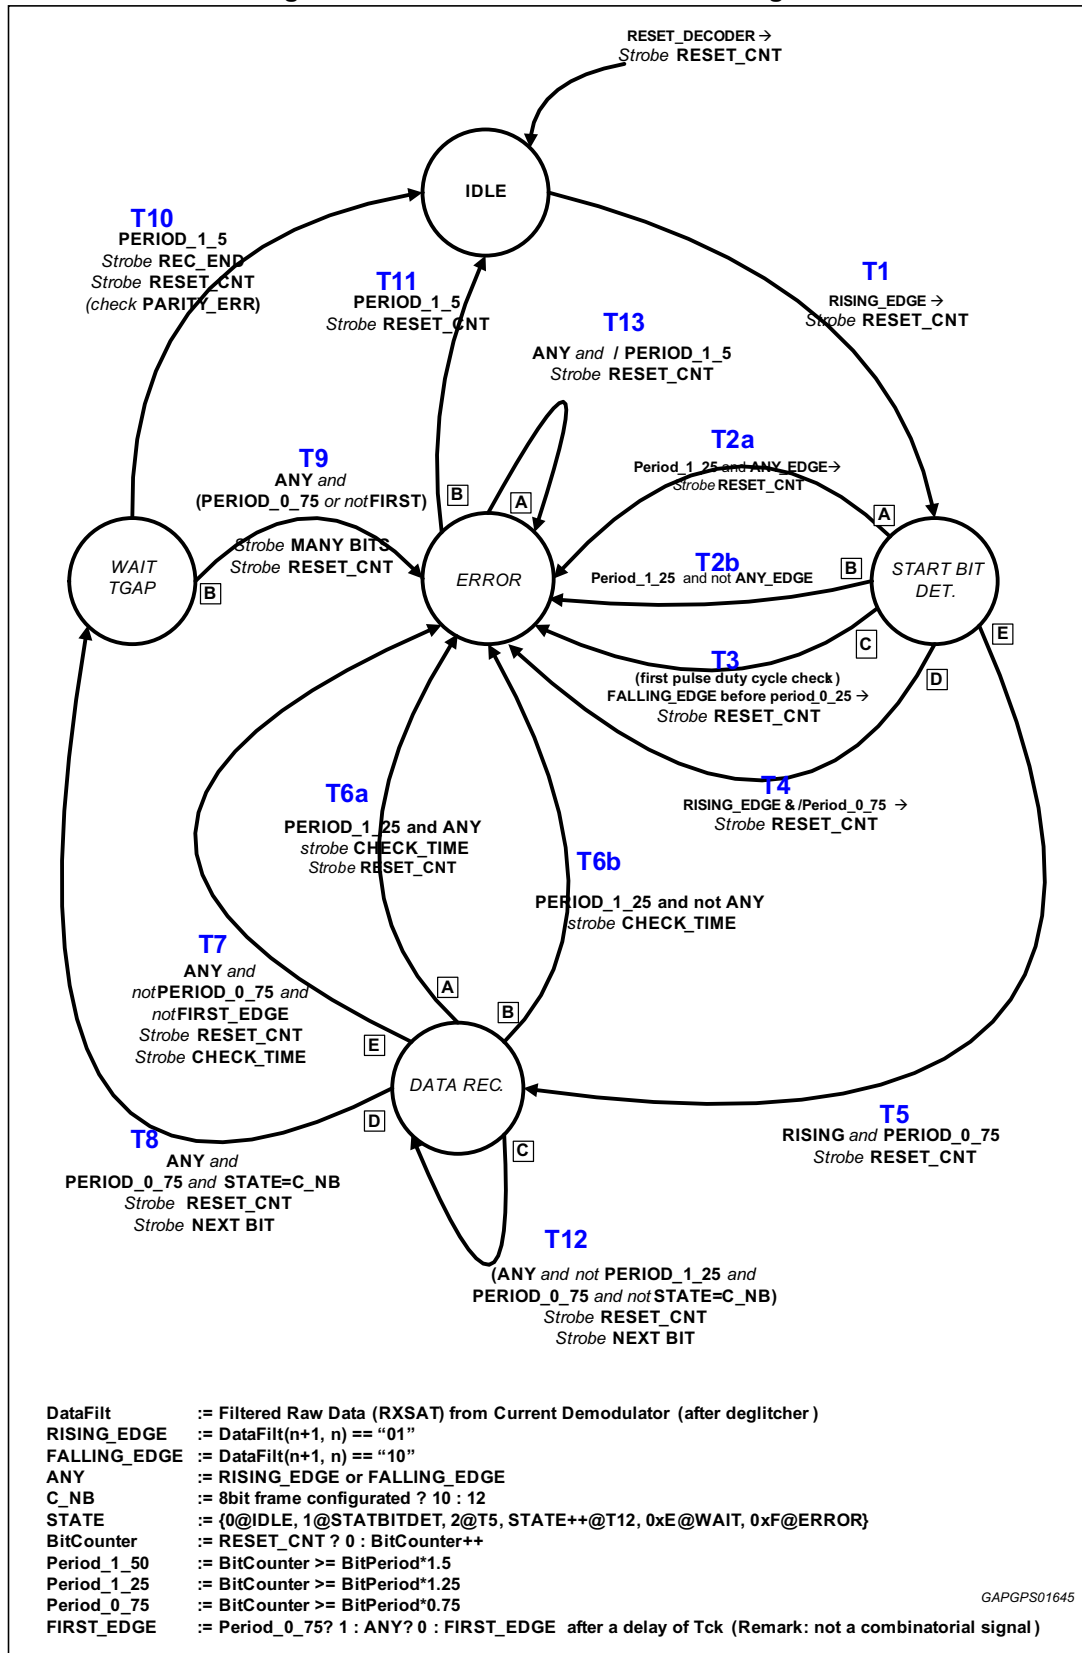 RESET_DECODER →
Strobe RESET_CNT
IDLE
T10
PERIOD_1_5
Strobe REC_END
Strobe RESET_CNT
(check PARITY_ERR)
T11
PERIOD_1_5
Strobe RESET_CNT
T1
RISING_EDGE →
Strobe RESET_CNT
T13
ANY and / PERIOD_1_5
Strobe RESET_CNT
T2a
Period_1_25 and ANY_EDGE→
Strobe RESET_CNT
T9
ANY and
(PERIOD_0_75 or notFIRST)
Strobe MANY BITS
Strobe RESET_CNT
B
A
A
WAIT
TGAP
B
ERROR
T2b
Period_1_25 and not ANY_EDGE
B
START BIT
DET.
E
C
D
T3
(first pulse duty cycle check)
FALLING_EDGE before period_0_25 →
Strobe RESET_CNT
T4
RISING_EDGE & /Period_0_75 →
Strobe RESET_CNT
T6a
PERIOD_1_25 and ANY
strobe CHECK_TIME
Strobe RESET_CNT
T6b
PERIOD_1_25 and not ANY
strobe CHECK_TIME
T7
ANY and
notPERIOD_0_75 and
notFIRST_EDGE
Strobe RESET_CNT
Strobe CHECK_TIME
A
B
E
DATA REC.
D
C
T5
RISING and PERIOD_0_75
Strobe RESET_CNT
T8
ANY and
PERIOD_0_75 and STATE=C_NB
Strobe RESET_CNT
Strobe NEXT BIT
T12
(ANY and not PERIOD_1_25 and
PERIOD_0_75 and not STATE=C_NB)
Strobe RESET_CNT
Strobe NEXT BIT
DataFilt := Filtered Raw Data (RXSAT) from Current Demodulator (after deglitcher)
RISING_EDGE := DataFilt(n+1, n) == “01”
FALLING_EDGE := DataFilt(n+1, n) == “10”
ANY := RISING_EDGE or FALLING_EDGE
C_NB := 8bit frame configurated ? 10 : 12
STATE := {0@IDLE, 1@STATBITDET, 2@T5, STATE++@T12, 0xE@WAIT, 0xF@ERROR}
BitCounter := RESET_CNT ? 0 : BitCounter++
Period_1_50 := BitCounter >= BitPeriod*1.5
Period_1_25 := BitCounter >= BitPeriod*1.25
Period_0_75 := BitCounter >= BitPeriod*0.75
FIRST_EDGE := Period_0_75? 1 : ANY? 0 : FIRST_EDGE after a delay of Tck (Remark: not a combinatorial signal)
GAPGPS01645